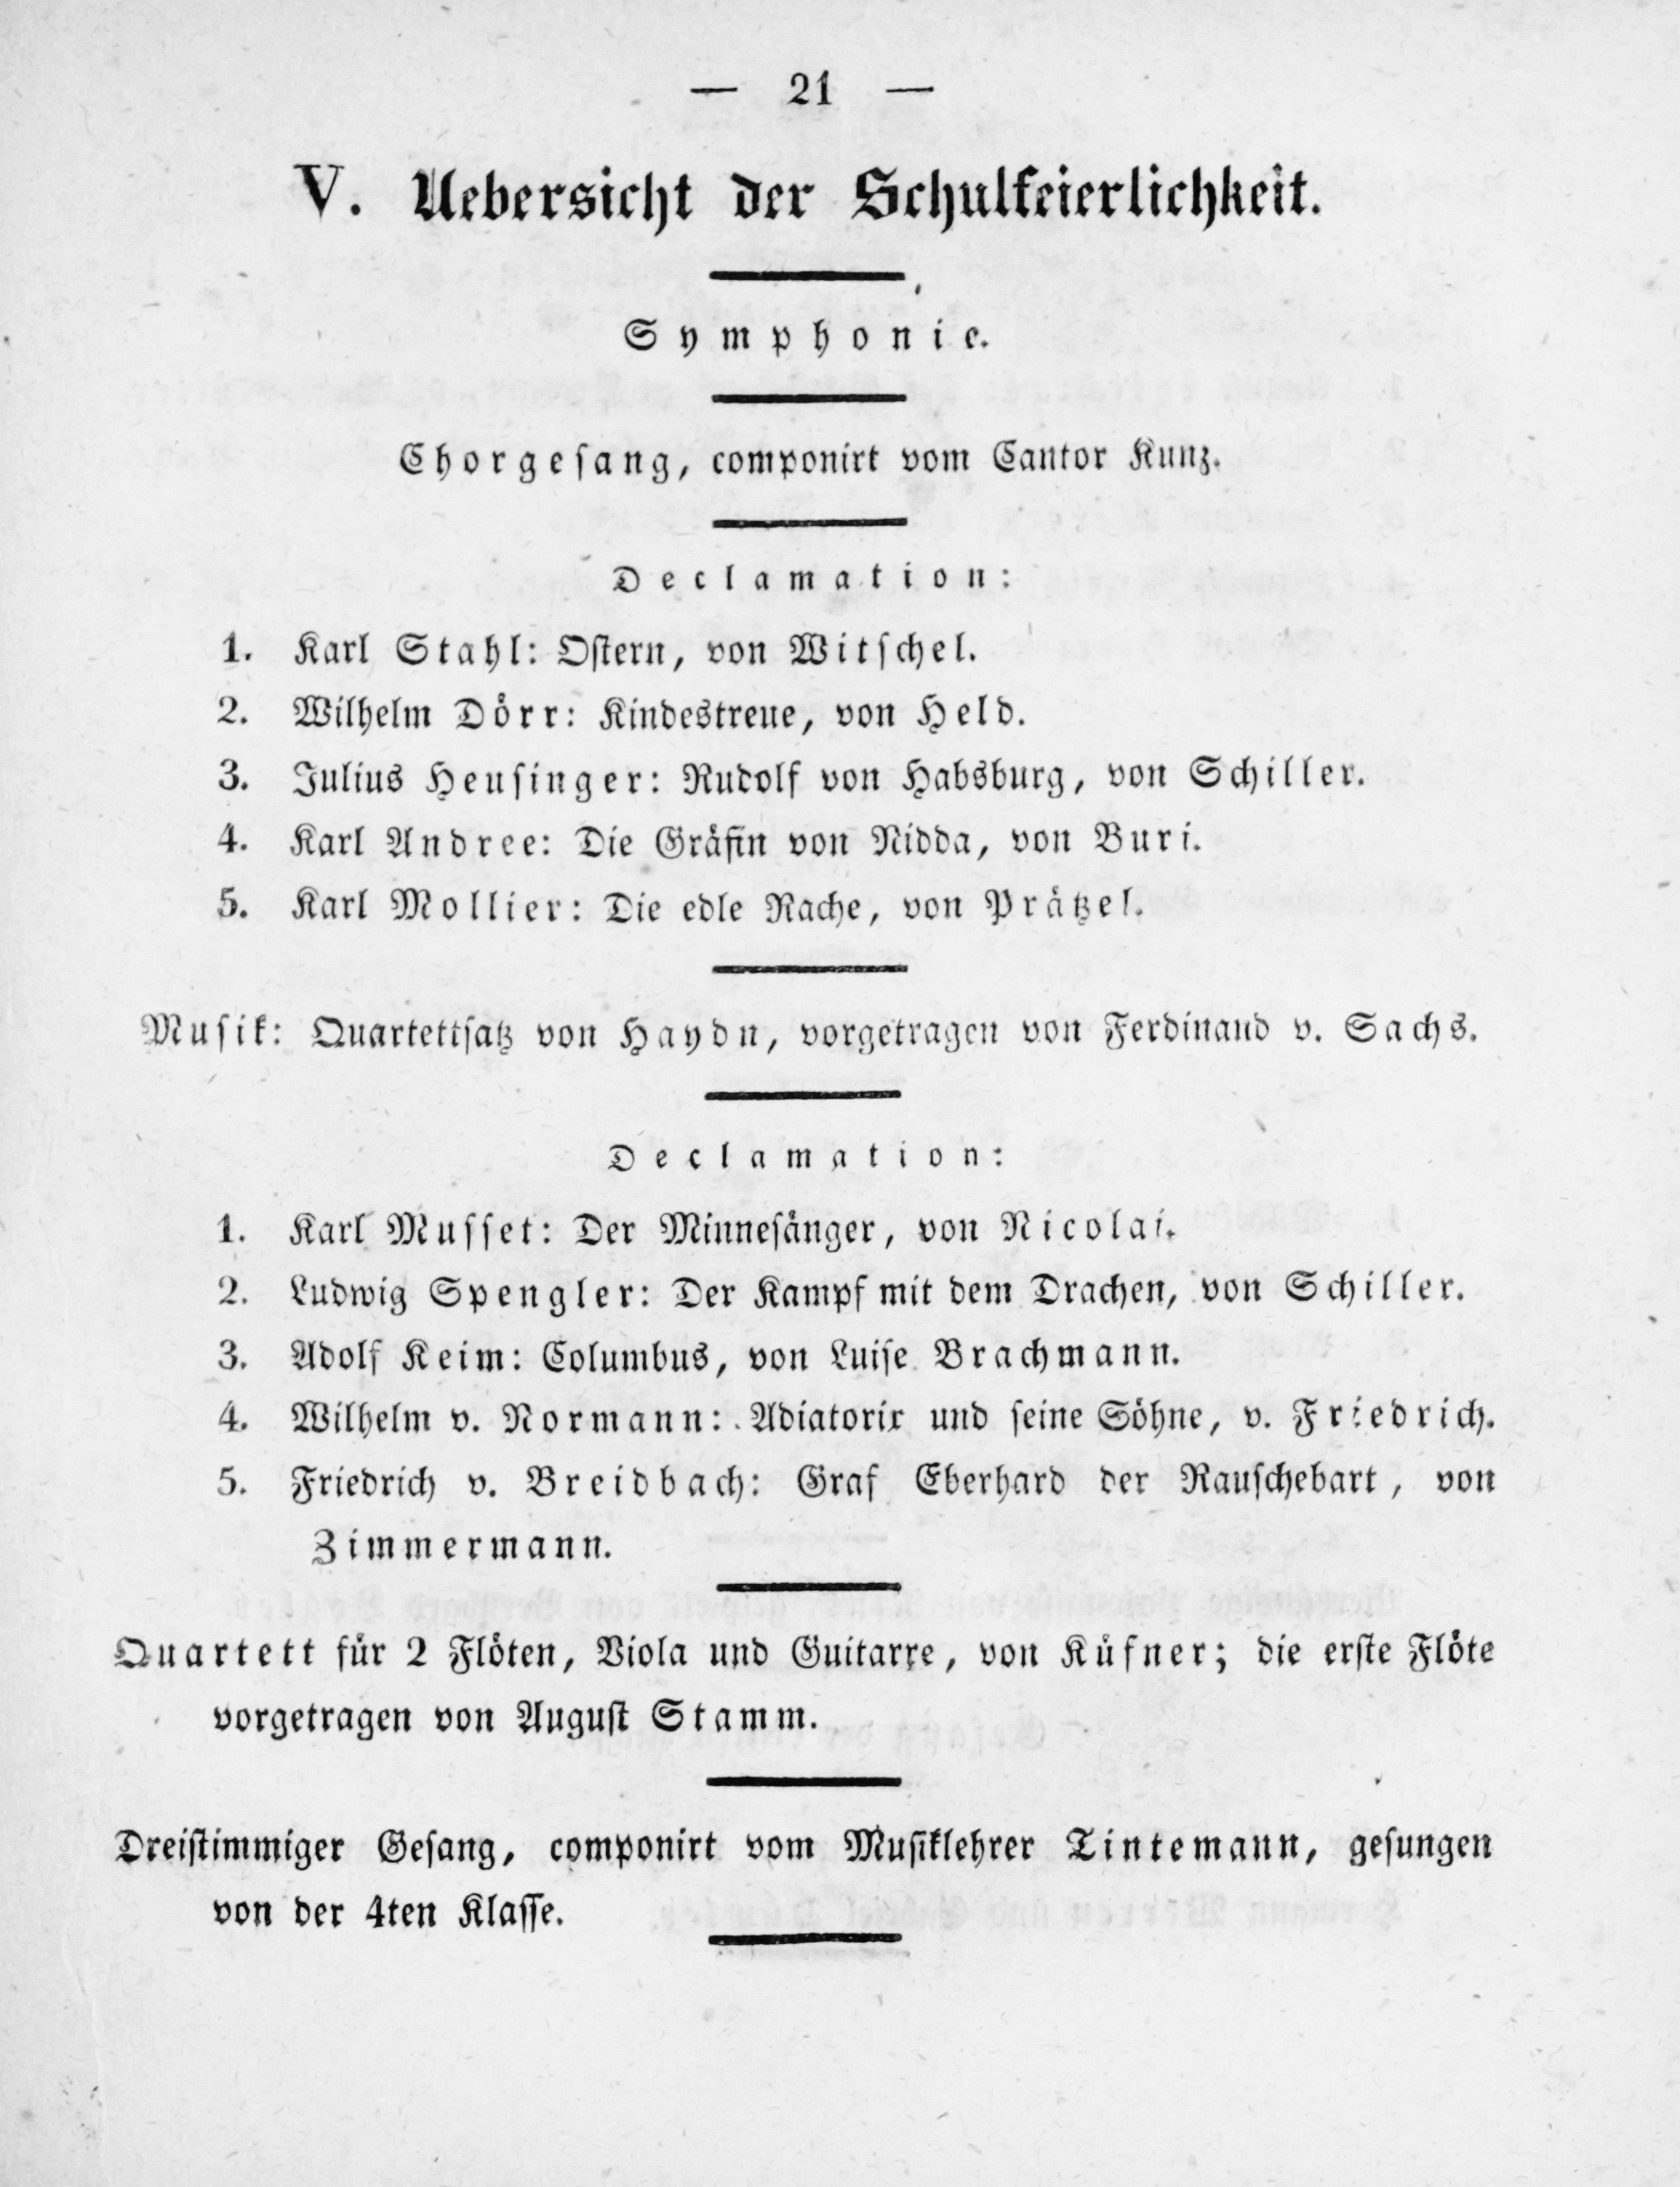 — 21 —
V. Uebersicht der Schulfeierlichkeit.
Symphonie.
Chorgesang, componirt vom Cantor Kunz.
Declamation:
1. Karl Stahl: Ostern, von Witschel.
2. Wilhelm Dörr: Kindestreue, von Held.
3. Julius Heusinger: Rudolf von Habsburg, von Schiller.
4. Karl Andree: Die Gräfin von Nidda, von Buri.
5. Karl Mollier: Die edle Rache, von Prätzel.
Musik: Quartettsatz von Haydn, vorgetragen von Ferdinand v. Sachs.
Declamation:
1. Karl Musset: Der Minnesänger, von Nicolai.
2. Ludwig Spengler: Der Kampf mit dem Drachen, von Schiller.
3. Adolf Keim: Columbus, von Luise Brachmann.
4. Wilhelm v. Normann: Adiatorix und seine Söhne, v. Friedrich.
5. Friedrich v. Breidbach: Graf Eberhard der Rauschebart, von
Zimmermann.
Quartett für 2 Flöten, Viola und Guitarre, von Küfner; die erste Flöte
vorgetragen von August Stamm.
Dreistimmiger Gesang, componirt vom Musiklehrer Tintemann, gesungen
von der 4ten Klasse.